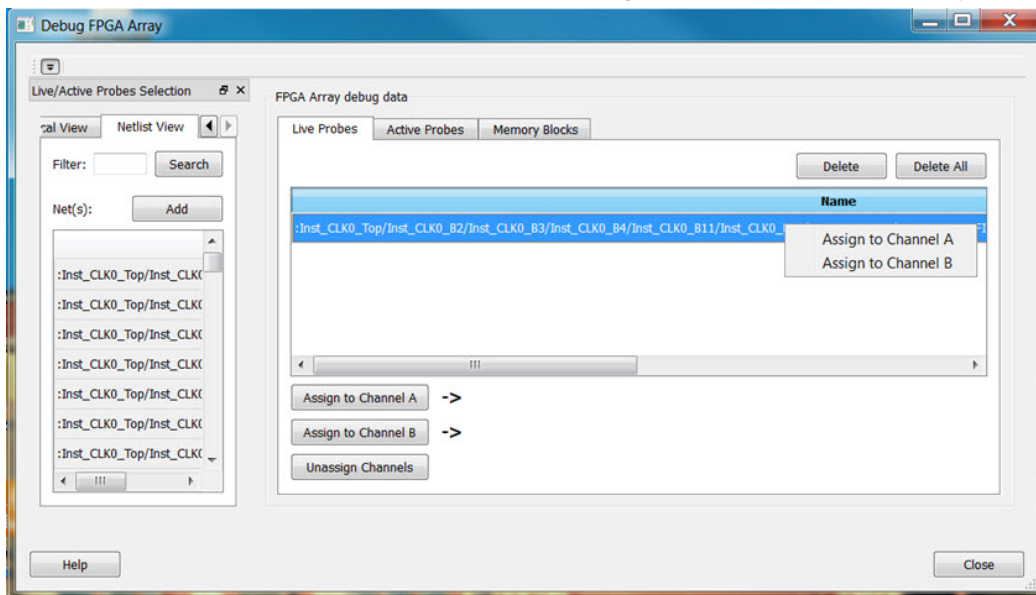 Debug FPGA Array
Live/Active Probes Selection
cal View Netlist View
Filter: Search
Net(s): Add
:Inst_CLK0_Top/Inst_CLK(
:Inst_CLK0_Top/Inst_CLK(
:Inst_CLK0_Top/Inst_CLK(
:Inst_CLK0_Top/Inst_CLK(
:Inst_CLK0_Top/Inst_CLK(
:Inst_CLK0_Top/Inst_CLK(
:Inst_CLK0_Top/Inst_CLK(
FPGA Array debug data
Live Probes Active Probes Memory Blocks
Delete Delete All
Name
:Inst_CLK0_Top/Inst_CLK0_B2/Inst_CLK0_B3/Inst_CLK0_B4/Inst_CLK0_B11/Inst_CLK0_
Assign to Channel A
Assign to Channel B
Assign to Channel A ->
Assign to Channel B ->
Unassign Channels
Help Close